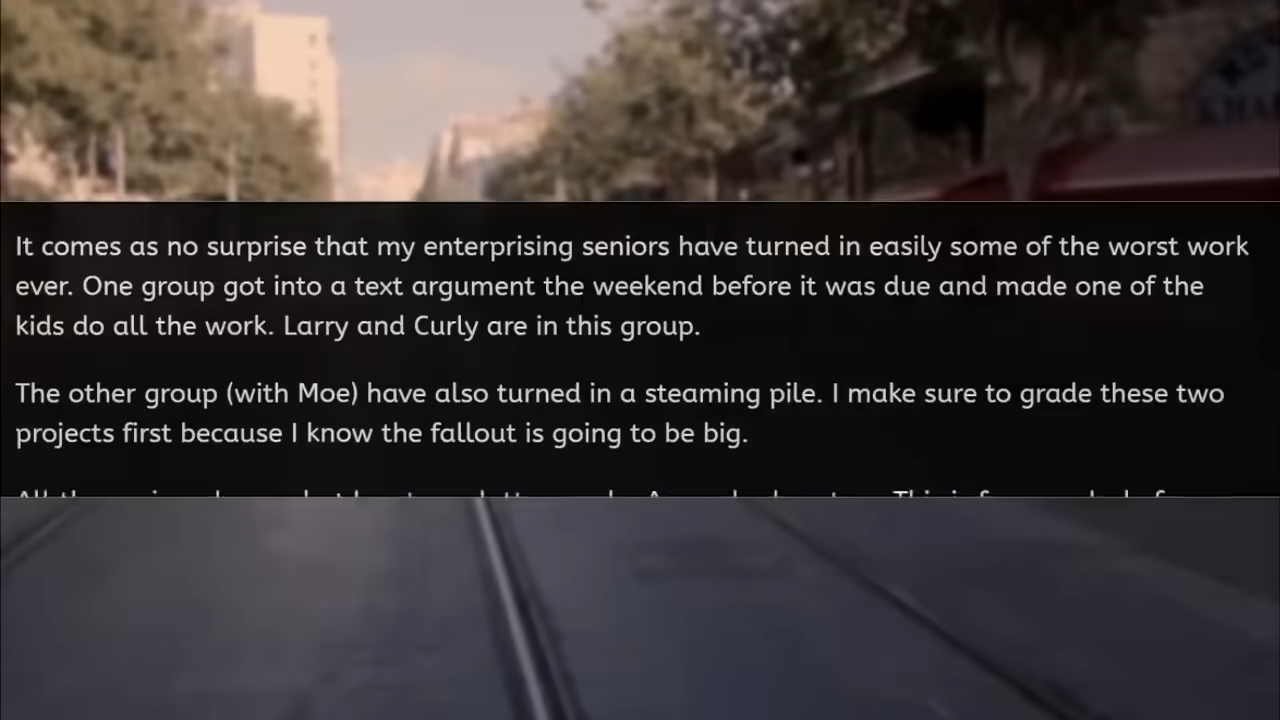 It comes as no surprise that my enterprising seniors have turned in easily some of the worst work
ever. One group got into a text argument the weekend before it was due and made one of the
kids do all the work. Larry and Curly are in this group.
The other group (with Moe) have also turned in a steaming pile. I make sure to grade these two
projects first because I know the fallout is going to be big.